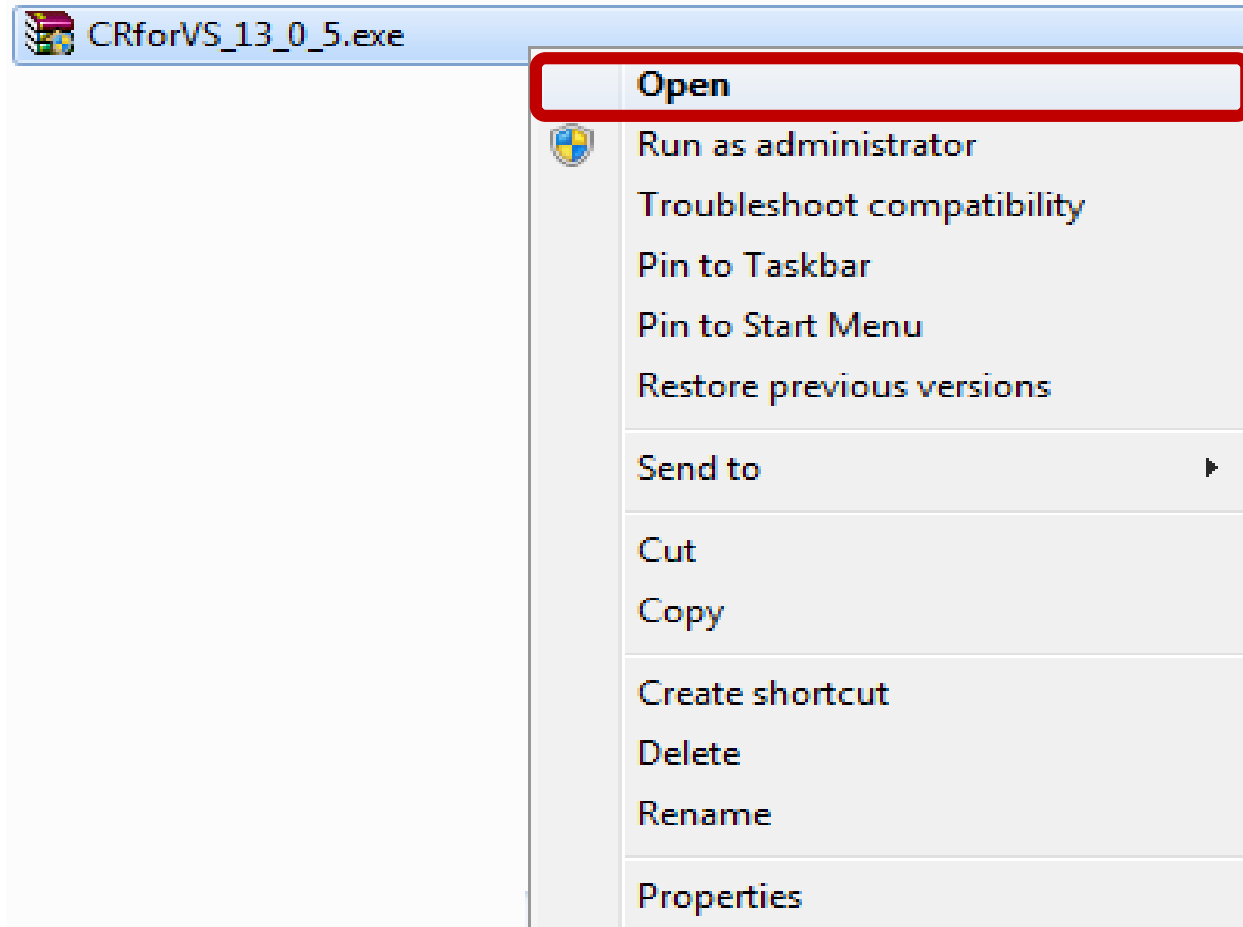 CRforVS_13_0_5.exe
Open
Run as administrator
Troubleshoot compatibility
Pin to Taskbar
Pin to Start Menu
Restore previous versions
Send to
Cut
Copy
Create shortcut
Delete
Rename
Properties